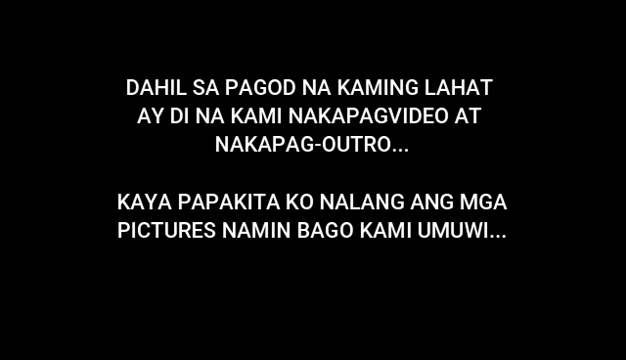 DAHIL SA PAGOD NA KAMING LAHAT
AY DI NA KAMI NAKAPAGVIDEO AT
NAKAPAG-OUTRO...
KAYA PAPAKITA KO NALANG ANG MGA
PICTURES NAMIN BAGO KAMI UMUWI...